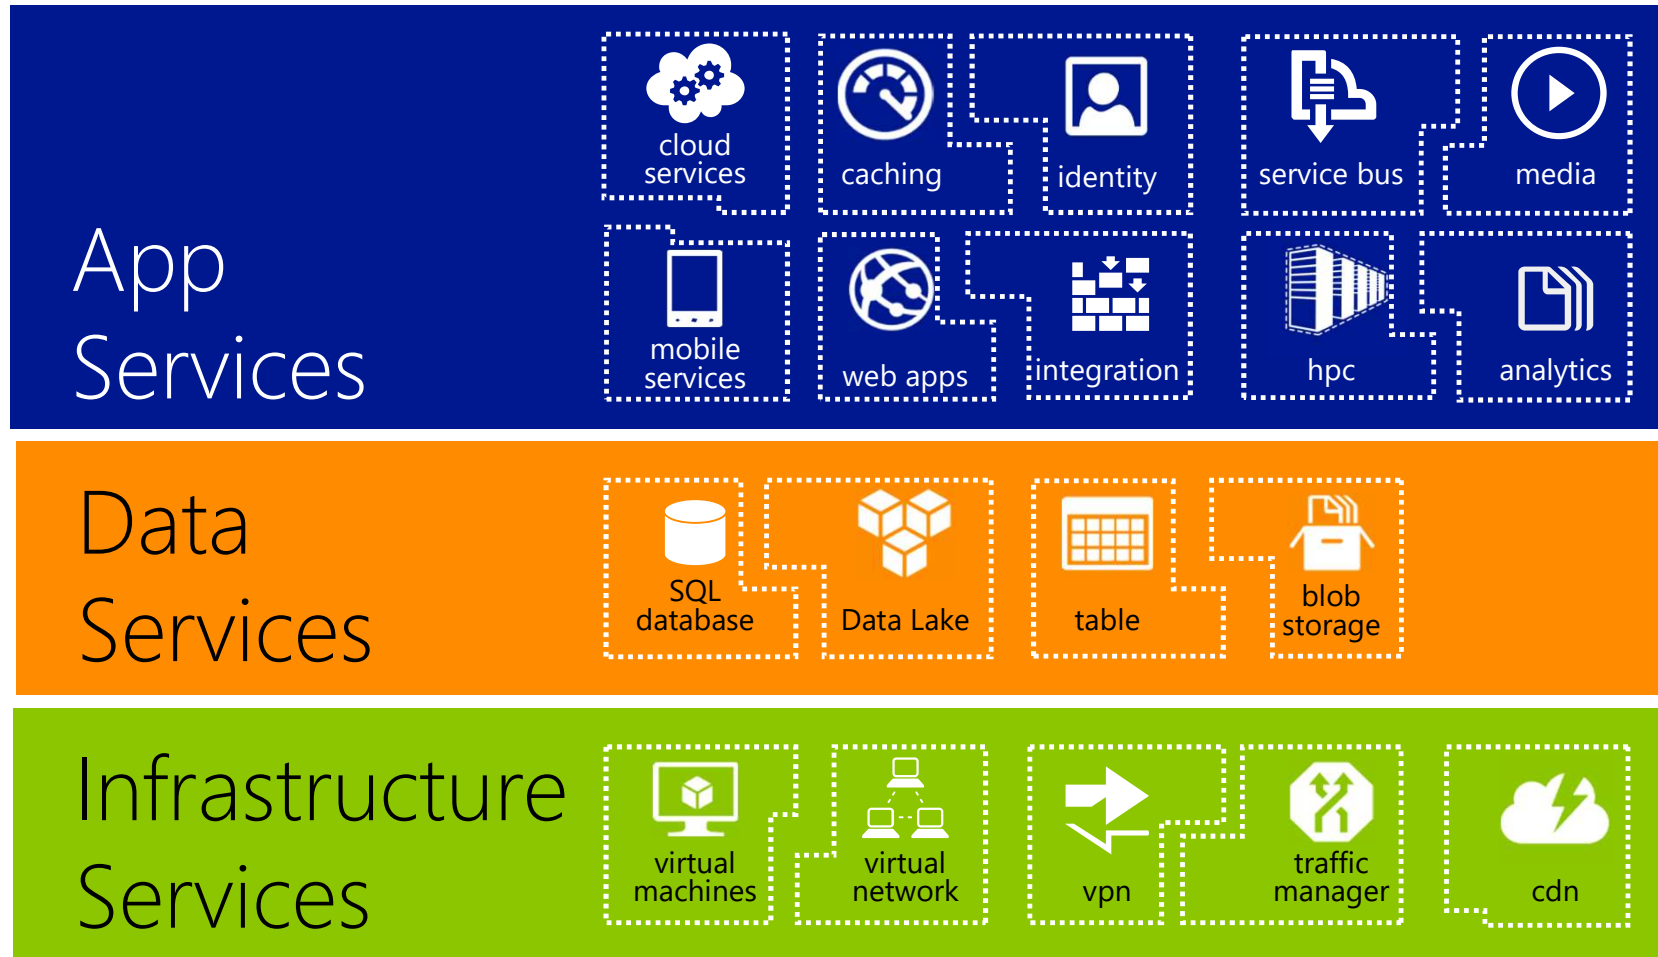 App
Services
cloud
services
caching
identity
service bus
media
mobile
services
web apps
integration
hpc
analytics
Data
Services
SQL
database
Data Lake
table
blob
storage
Infrastructure
Services
virtual
machines
virtual
network
vpn
traffic
manager
cdn